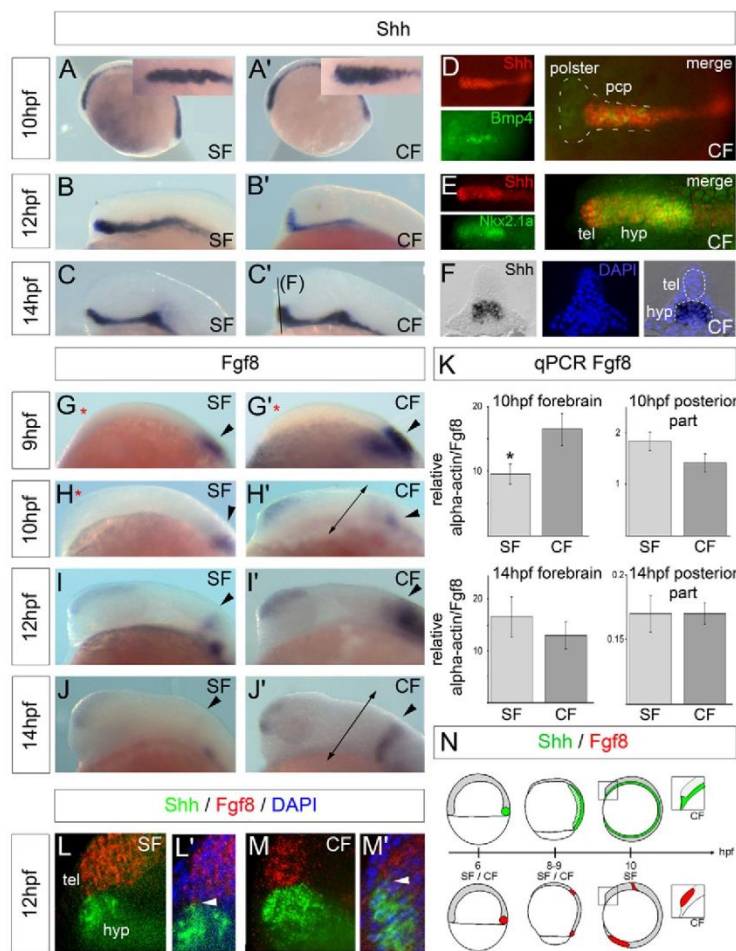 Shh
10hpf
A
SF
A'
CF
D
Shh
Bmp4
polster
pcp
merge
CF
12hpf
B
SF
B'
CF
E
Shh
Nkx2.1a
merge
tel
hyp
CF
14hpf
C
SF
C'
(F)
CF
F
Shh
DAPI
tel
hyp
CF
Fgf8
9hpf
G
*
SF
G'
*
CF
10hpf
H
*
SF
H'
CF
12hpf
I
SF
I'
CF
14hpf
J
SF
J'
CF
K
qPCR Fgf8
10hpf forebrain
relative
alpha-actin/Fgf8
20
10
*
SF
CF
10hpf posterior
part
2
1
SF
CF
14hpf forebrain
relative
alpha-actin/Fgf8
20
10
SF
CF
14hpf posterior
part
0.2
0.15
SF
CF
Shh / Fgf8 / DAPI
12hpf
L
SF
tel
hyp
L'
M
CF
M'
N
Shh / Fgf8
CF
hpf
6
SF / CF
8-9
SF / CF
10
SF
CF